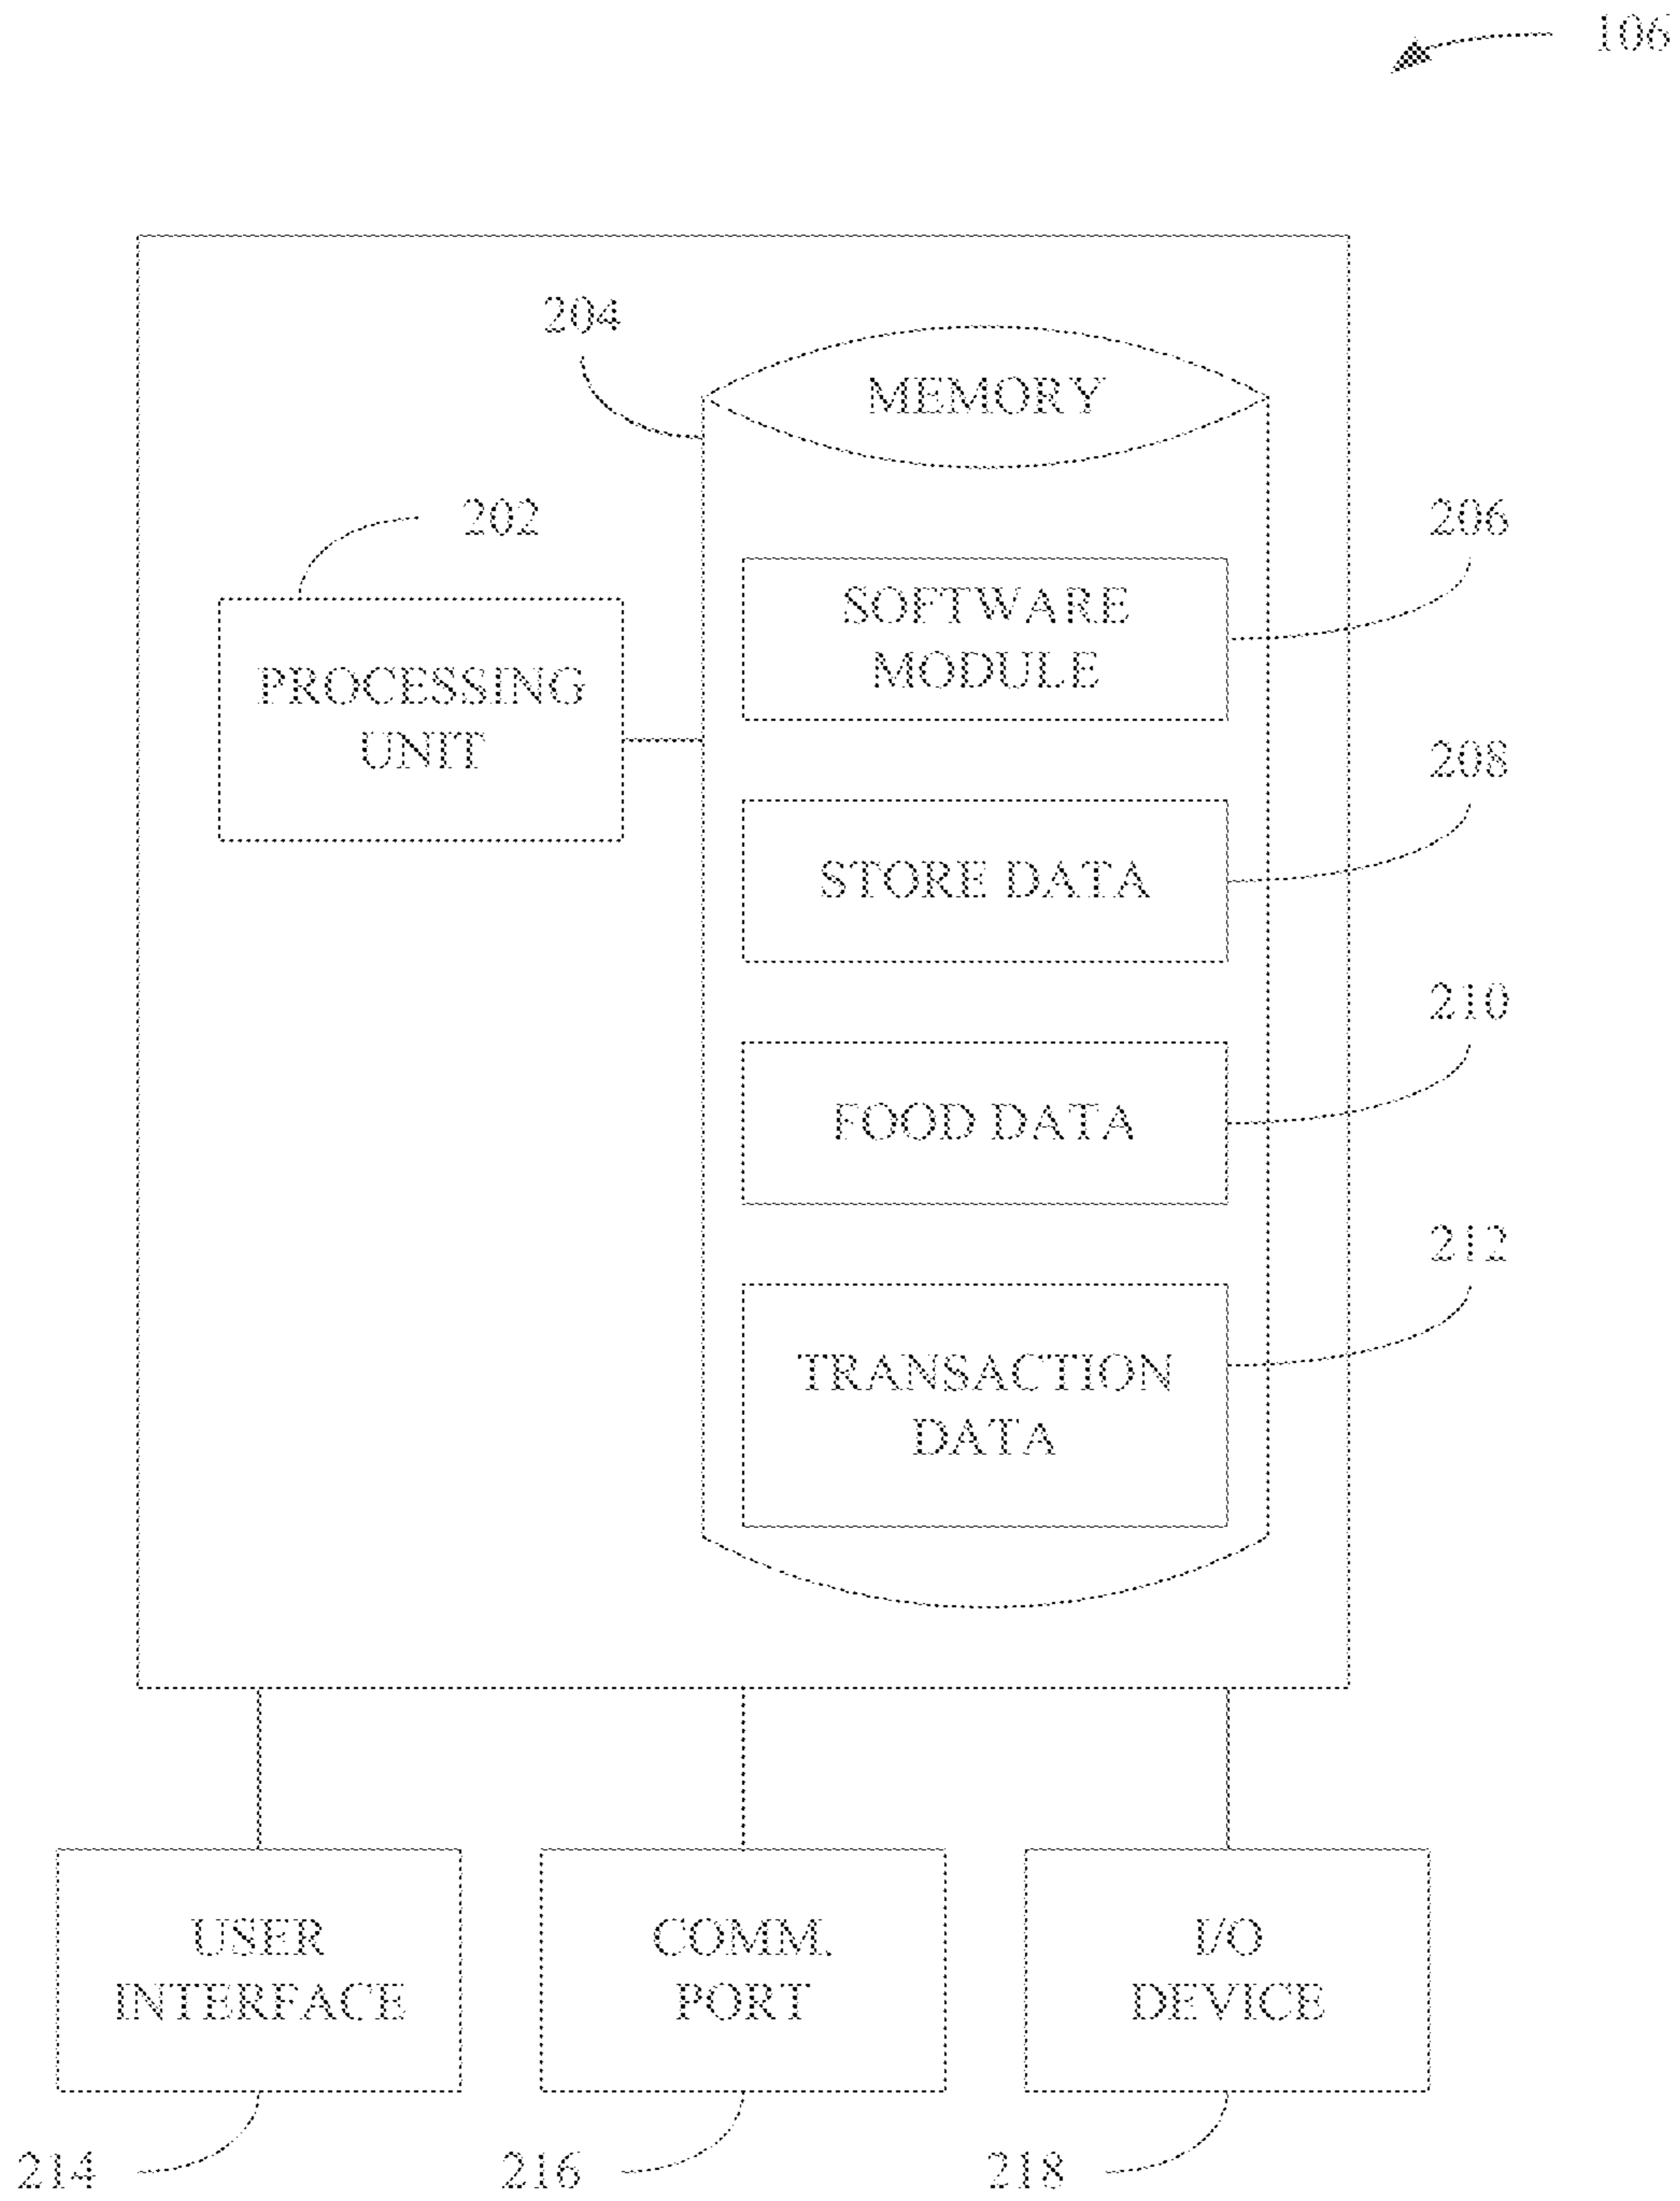 106
204
MEMORY
202
206
SOFTWARE
MODULE
PROCESSING
UNIT
208
STORE DATA
210
FOOD DATA
212
TRANSACTION
DATA
USER
INTERFACE
COMM.
PORT
I/O
DEVICE
214
216
218